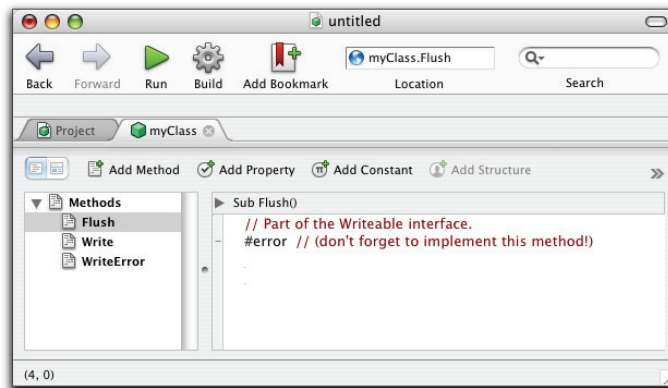 untitled
Back Forward Run Build Add Bookmark myClass.Flush Location Search
Project myClass
Add Method Add Property Add Constant Add Structure
Methods
Flush
Write
WriteError
Sub Flush()
// Part of the Writeable interface.
#error // (don't forget to implement this method!)
(4, 0)